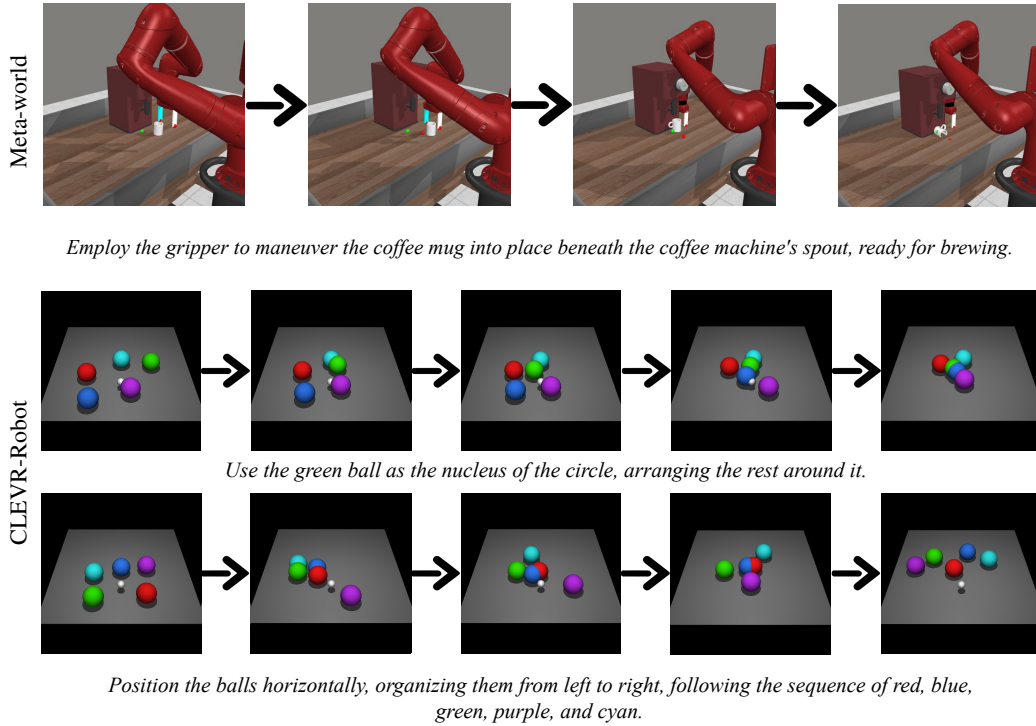 Meta-world
Employ the gripper to maneuver the coffee mug into place beneath the coffee machine's spout, ready for brewing.
CLEVR-Robot
Use the green ball as the nucleus of the circle, arranging the rest around it.
Position the balls horizontally, organizing them from left to right, following the sequence of red, blue,
green, purple, and cyan.